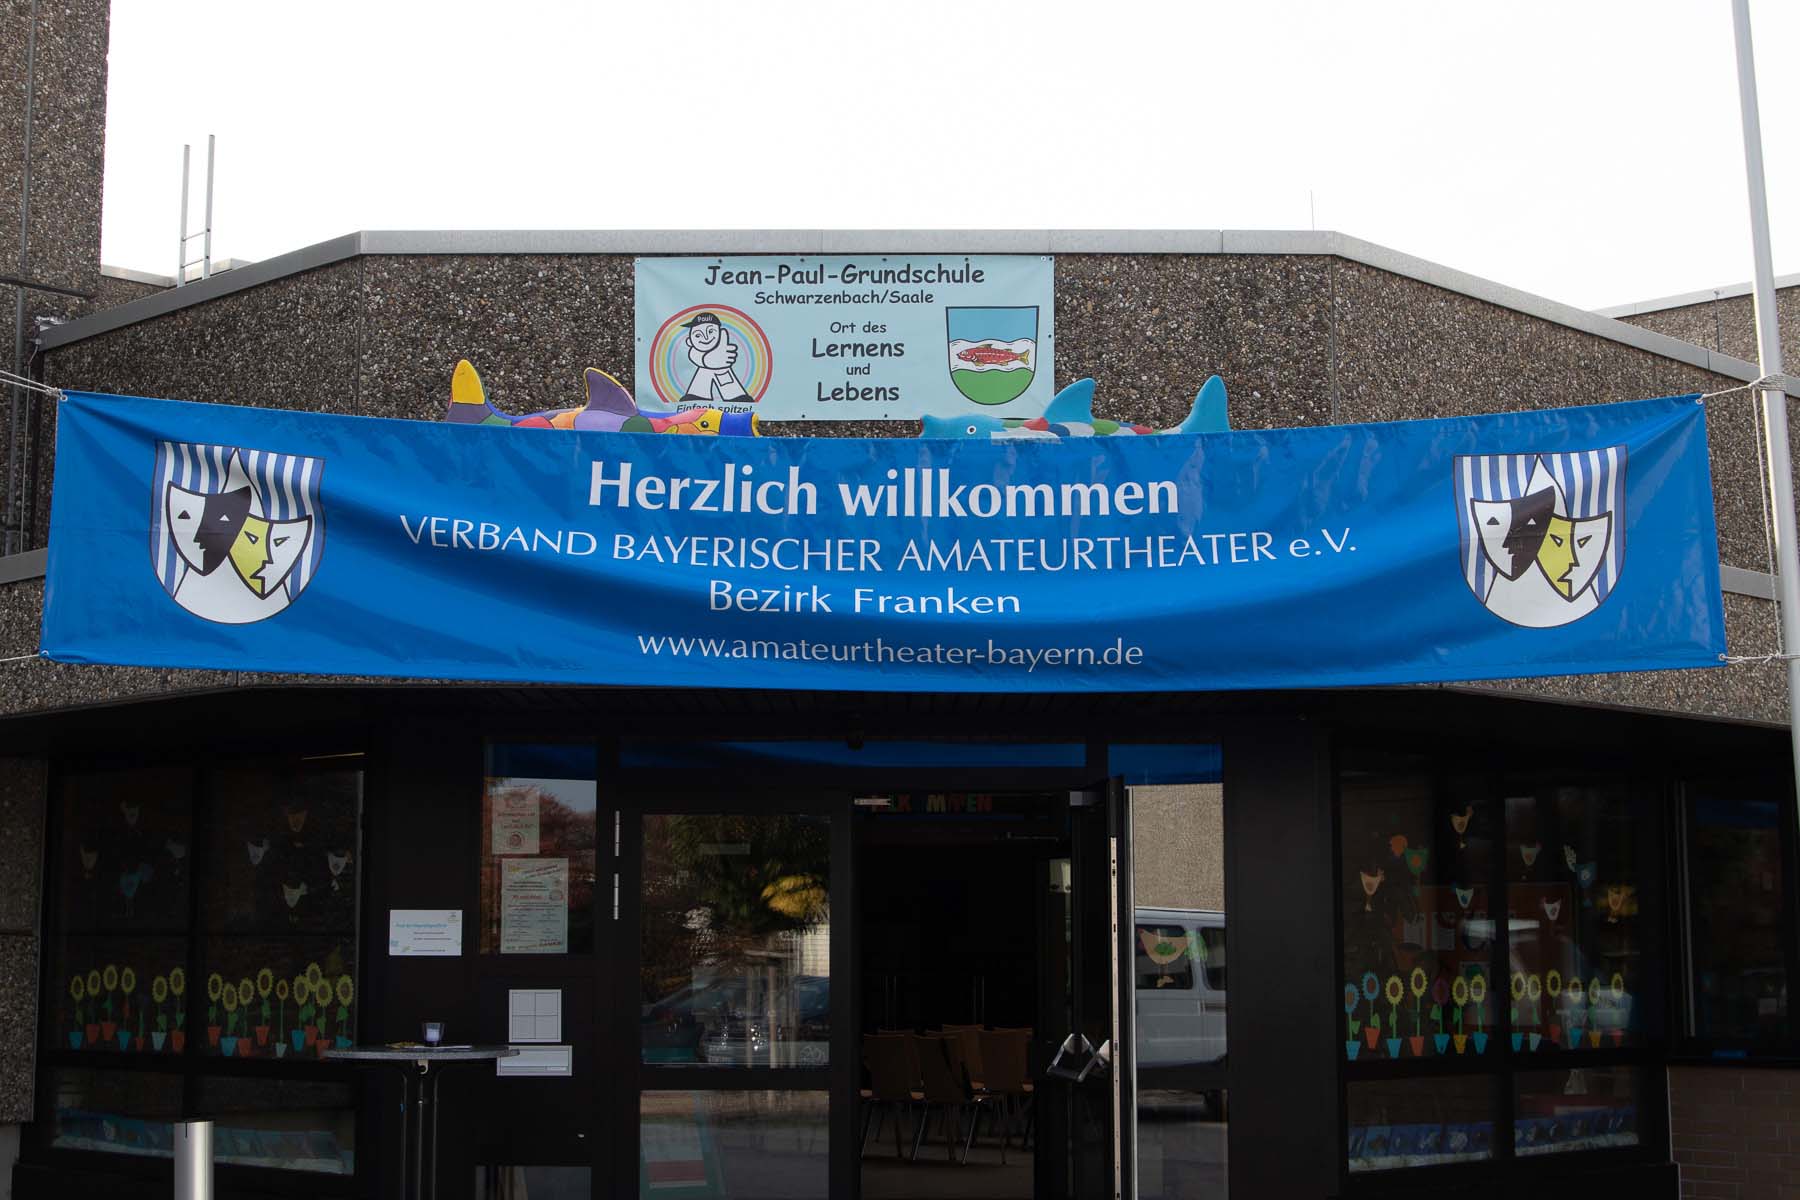 Jean-Paul-Grundschule
Schwarzenbach/Saale
Pauli
Ort des
Lernens
und
Lebens
Einfach spitze!
Herzlich willkommen
VERBAND BAYERISCHER AMATEURTHEATER e.V.
Bezirk Franken
www.amateurtheater-bayern.de